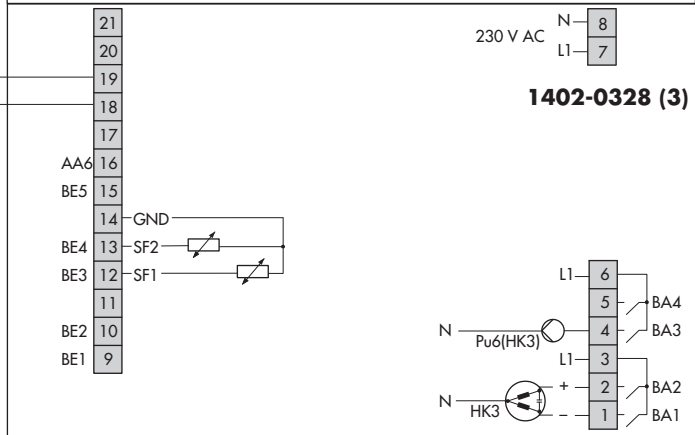 21
20
19
18
17
AA6 16
BE5 15
14 GND
BE4 13 SF2
BE3 12 SF1
11
BE2 10
BE1 9
230 V AC
N 8
L1 7
1402-0328 (3)
L1 6
5 BA4
N Pu6(HK3) 4 BA3
L1 3
+ 2 BA2
N HK3 – 1 BA1